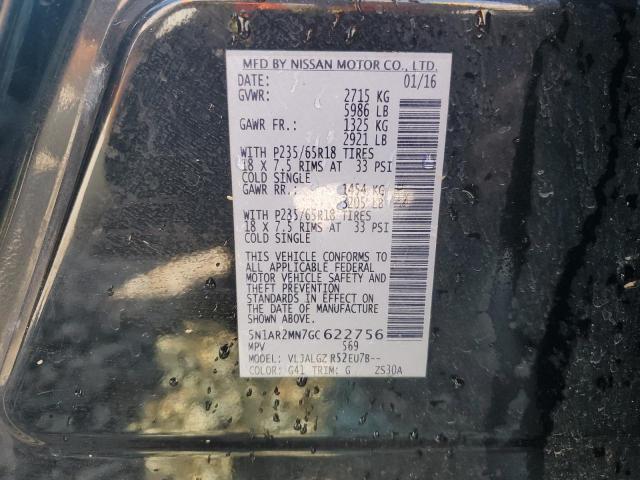 MFD BY NISSAN MOTOR CO., LTD.
DATE: 01/16
GVWR: 2715 KG
5986 LB
GAWR FR.: 1325 KG
2921 LB
WITH P235/65R18 TIRES
18 X 7.5 RIMS AT 33 PSI
COLD SINGLE
GAWR RR.: 1454 KG
3205 LB
WITH P235/65R18 TIRES
18 X 7.5 RIMS AT 33 PSI
COLD SINGLE
THIS VEHICLE CONFORMS TO
ALL APPLICABLE FEDERAL
MOTOR VEHICLE SAFETY AND
THEFT PREVENTION
STANDARDS IN EFFECT ON
THE DATE OF MANUFACTURE
SHOWN ABOVE.
5N1AR2MN7GC622756
MPV 569
MODEL: VLJALGZ R52EU7B--
COLOR: G41 TRIM: G ZS30A